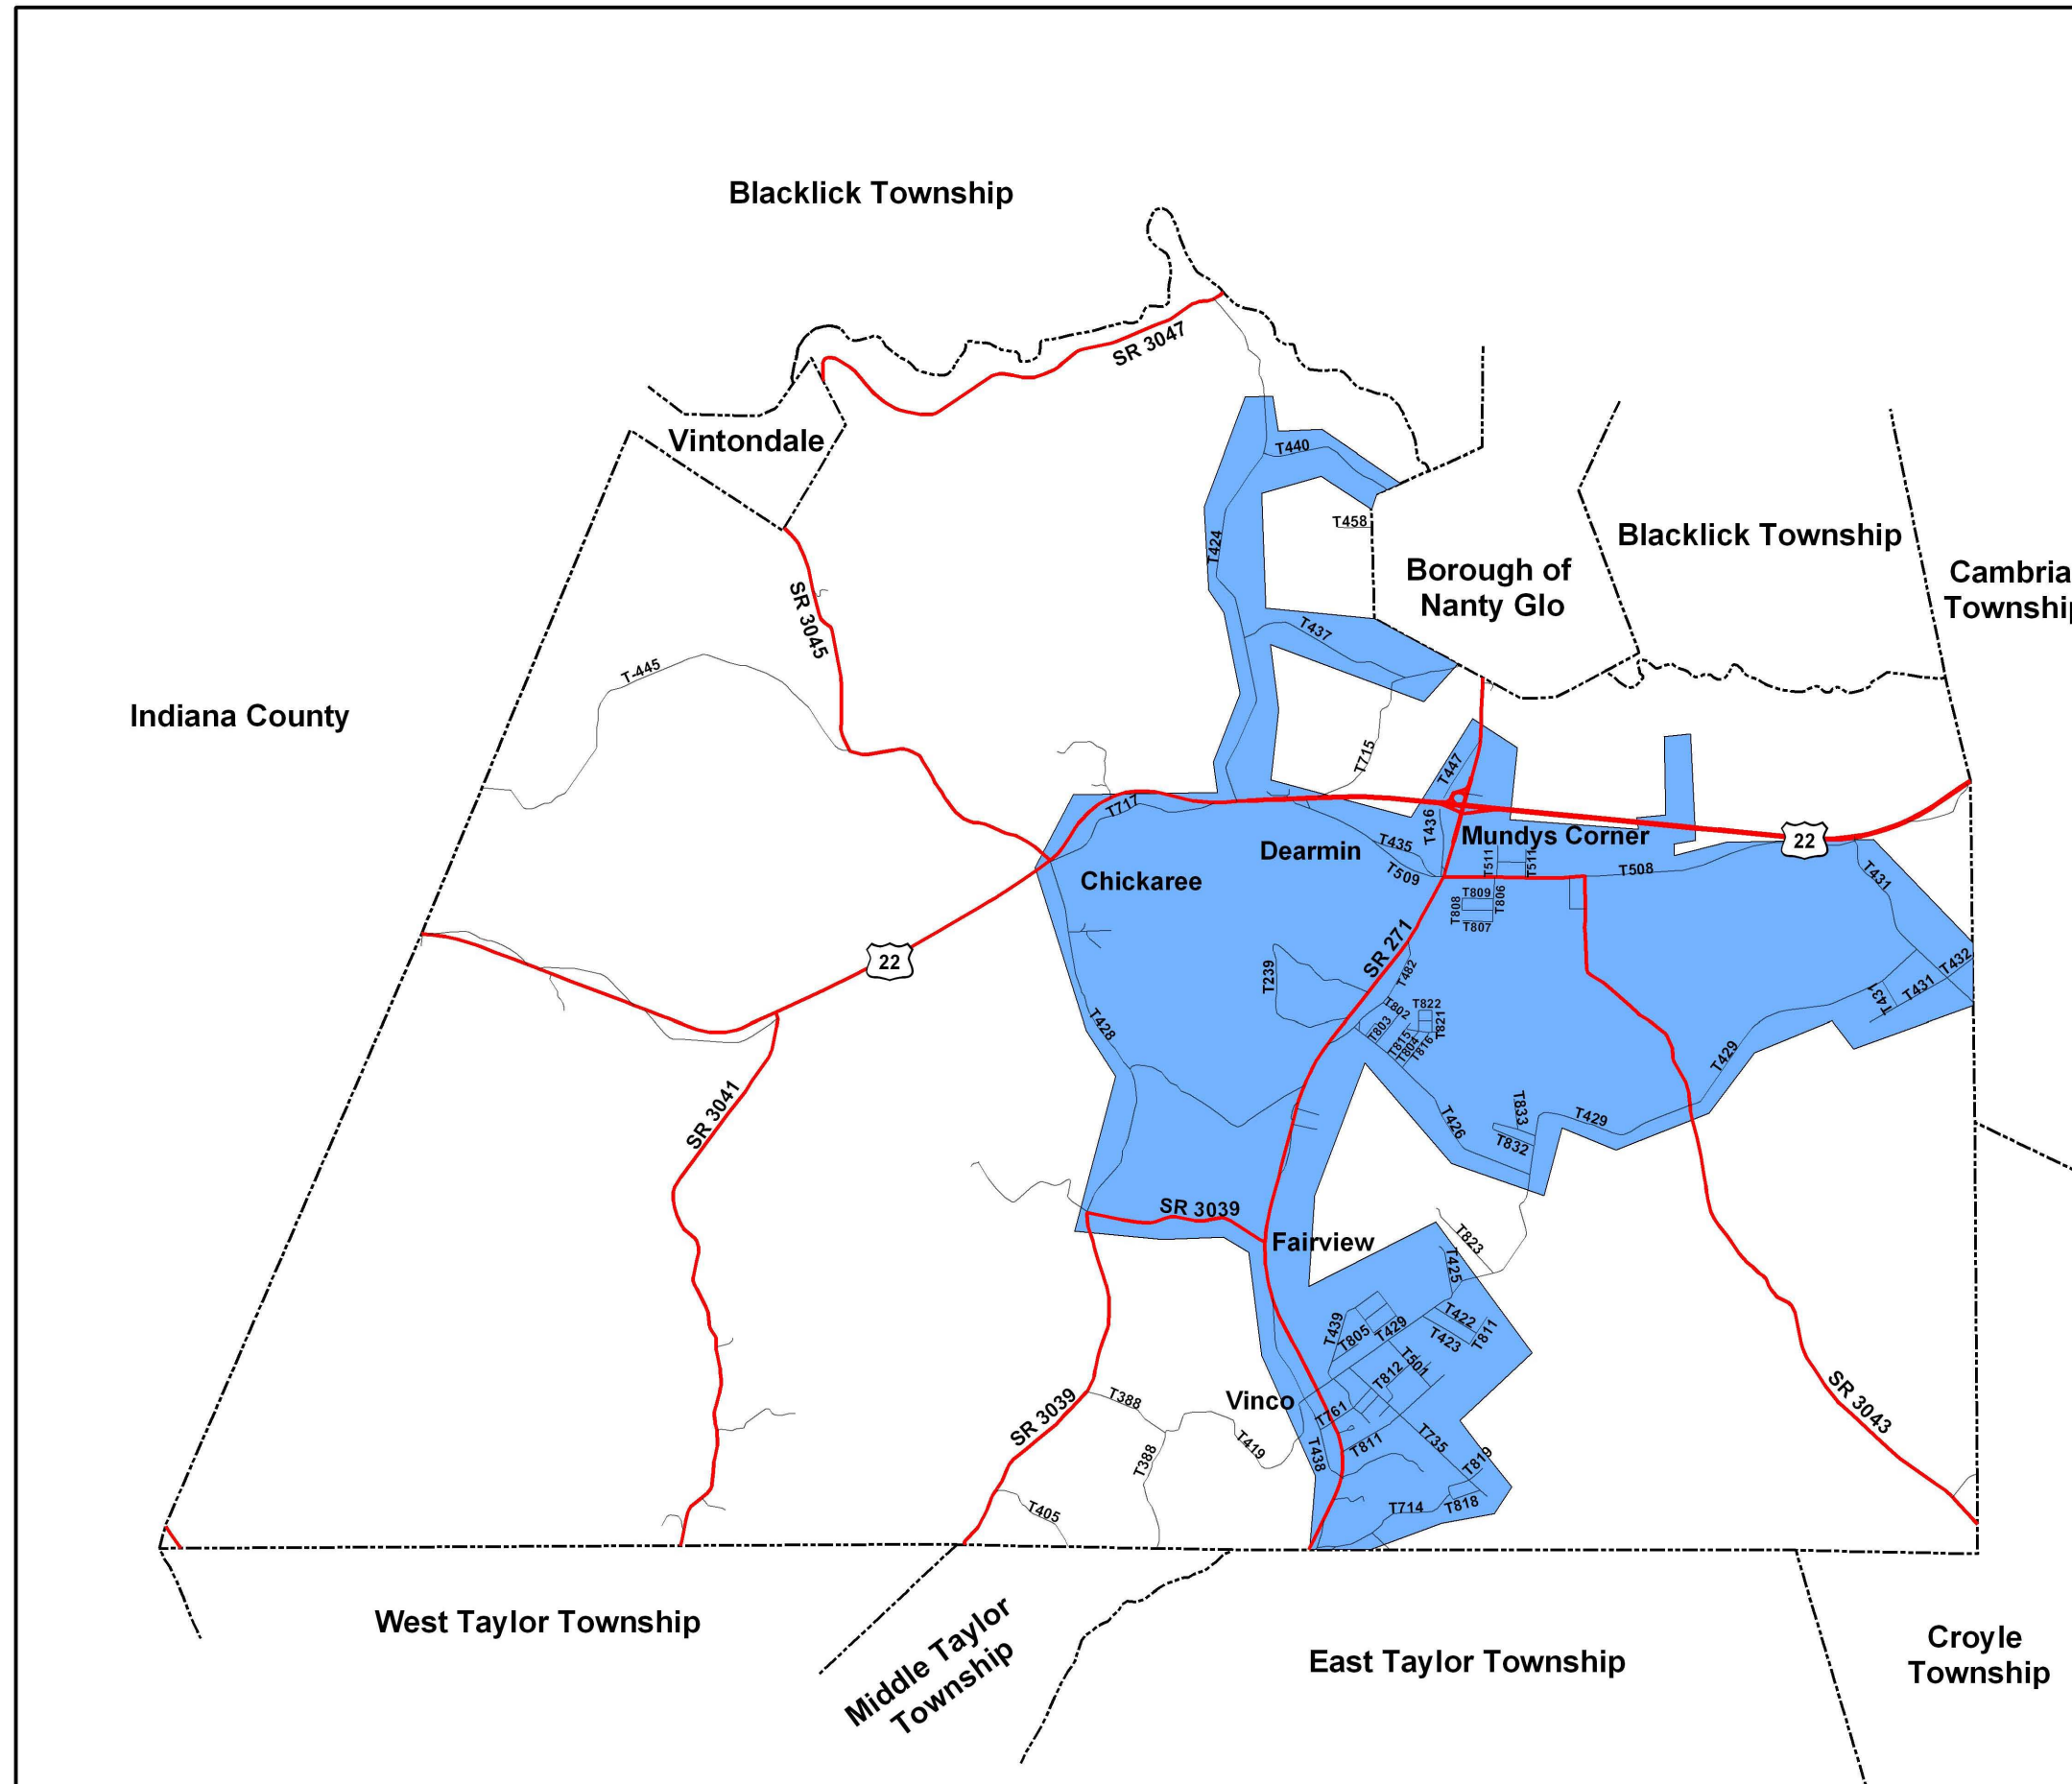 Blacklick Township
SR 3047
Vintondale
T440
T458
T424
Blacklick Township
Borough of
Nanty Glo
Cambria
Township
SR 3045
T437
T-445
Indiana County
T715
T447
T717
T436
Mundys Corner
22
Dearmin
T435
T509
T511
T511
T508
Chickaree
T431
T809
T808
T806
T807
SR 271
22
T239
T482
T432
T431
T431
T802
T822
T803
T821
T815
T804
T816
T428
T429
SR 3041
T833
T429
T426
T832
SR 3039
Fairview
T823
T425
T439
T805
T429
T422
T423
T811
T501
T812
SR 3039
T388
Vinco
T761
SR 3043
T419
T388
T438
T811
T735
T819
T405
T714
T818
West Taylor Township
Middle Taylor
Township
East Taylor Township
Croyle
Township